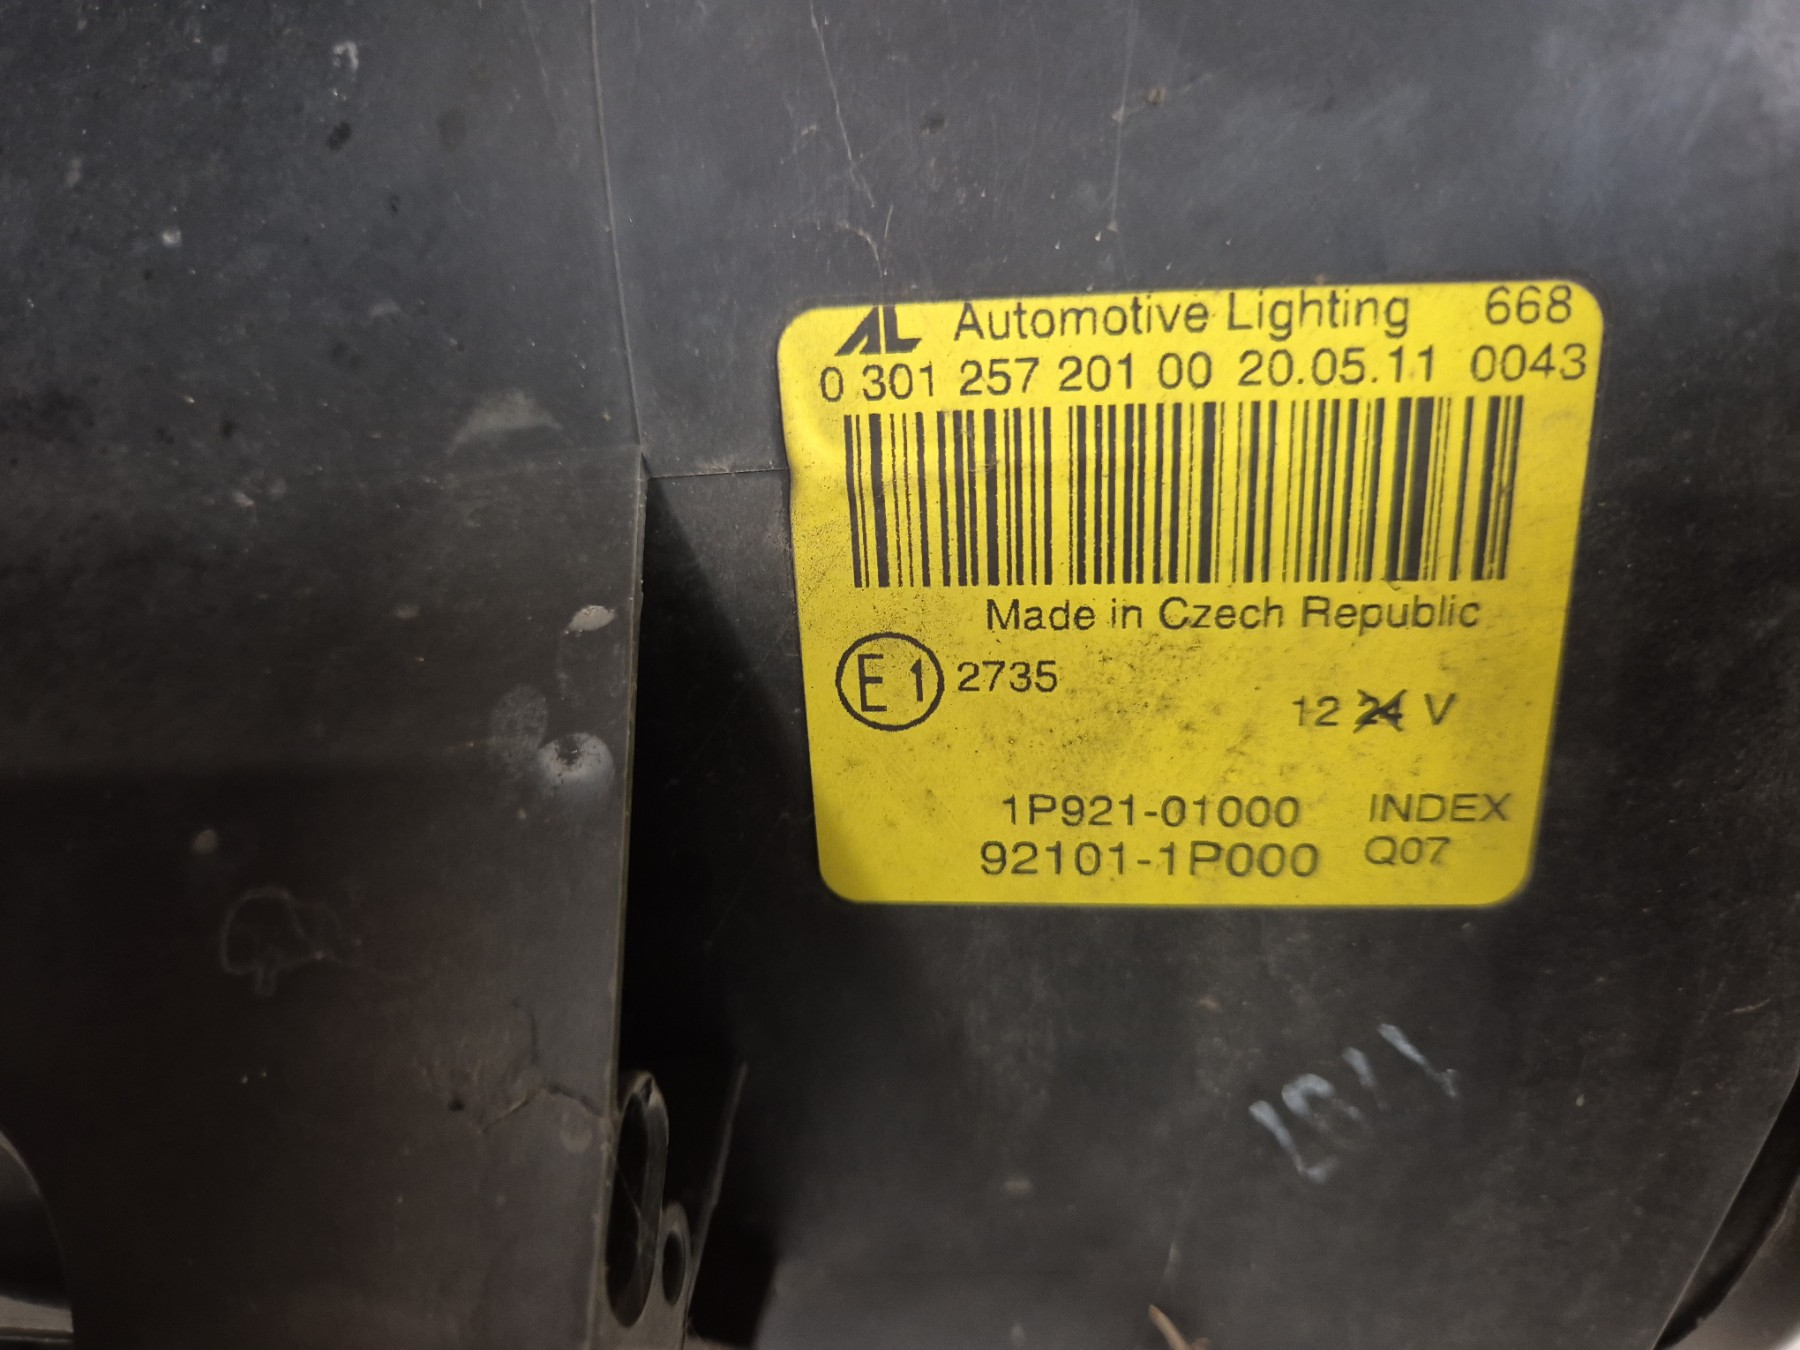 AL Automotive Lighting 668
0 301 257 201 00 20.05.11 0043
Made in Czech Republic
E1 2735
12 24 V
1P921-01000 INDEX
92101-1P000 Q07